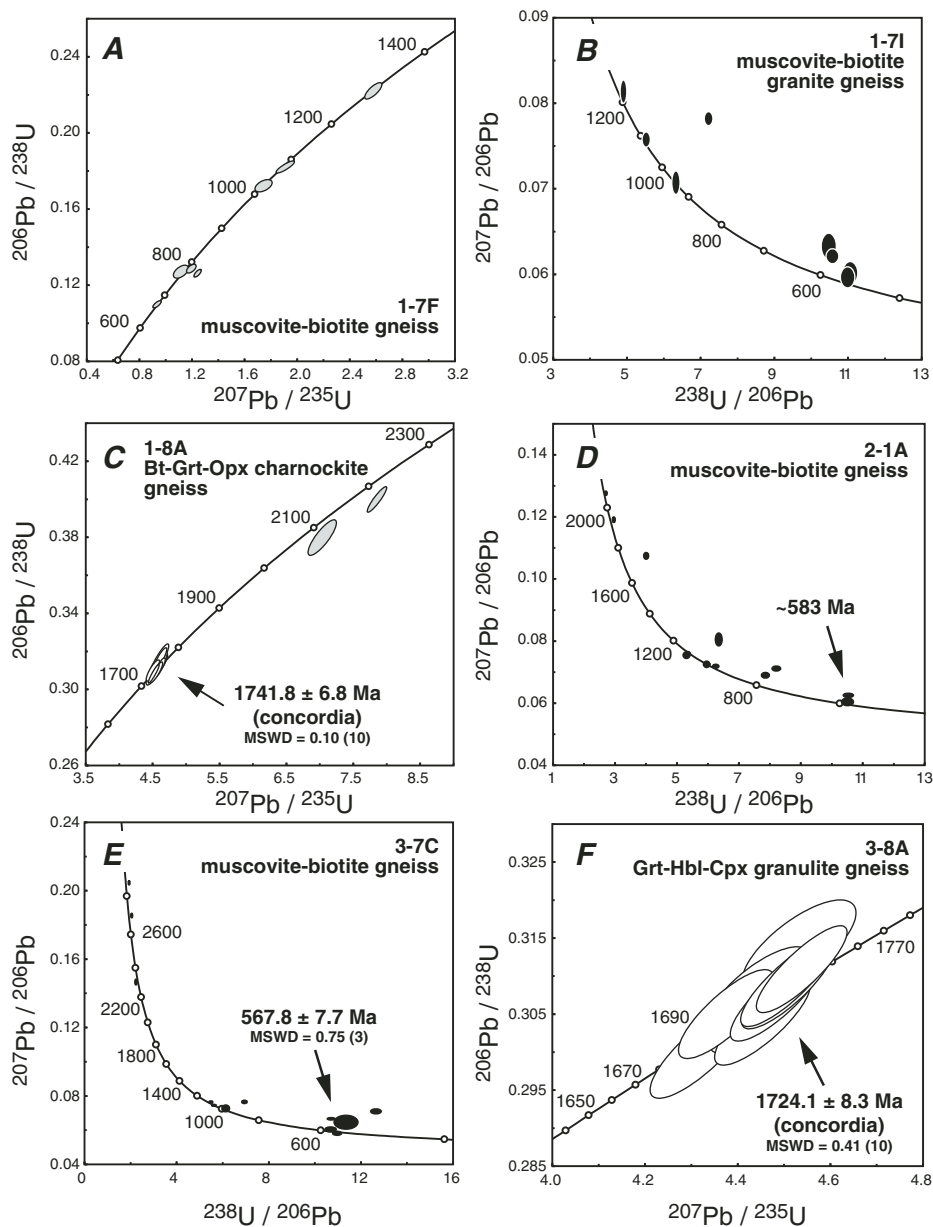 A
0.24
0.20
0.16
0.12
0.08
206Pb / 238U
1400
1200
1000
800
600
1-7F
muscovite-biotite gneiss
0.4 0.8 1.2 1.6 2.0 2.4 2.8 3.2
207Pb / 235U
B
1-7I
muscovite-biotite
granite gneiss
0.09
0.08
0.07
0.06
0.05
207Pb / 206Pb
1200
1000
800
600
3 5 7 9 11 13
238U / 206Pb
C
1-8A
Bt-Grt-Opx charnockite
gneiss
0.42
0.38
0.34
0.30
0.26
206Pb / 238U
2300
2100
1900
1700
1741.8 ± 6.8 Ma
(concordia)
MSWD = 0.10 (10)
3.5 4.5 5.5 6.5 7.5 8.5
207Pb / 235U
D
2-1A
muscovite-biotite gneiss
0.14
0.12
0.10
0.08
0.06
0.04
207Pb / 206Pb
2000
1600
1200
800
~583 Ma
1 3 5 7 9 11 13
238U / 206Pb
E
3-7C
muscovite-biotite gneiss
0.24
0.20
0.16
0.12
0.08
0.04
207Pb / 206Pb
2600
2200
1800
1400
1000
600
567.8 ± 7.7 Ma
MSWD = 0.75 (3)
0 4 8 12 16
238U / 206Pb
F
3-8A
Grt-Hbl-Cpx granulite gneiss
0.325
0.315
0.305
0.295
0.285
206Pb / 238U
1770
1690
1670
1650
1724.1 ± 8.3 Ma
(concordia)
MSWD = 0.41 (10)
4.0 4.2 4.4 4.6 4.8
207Pb / 235U